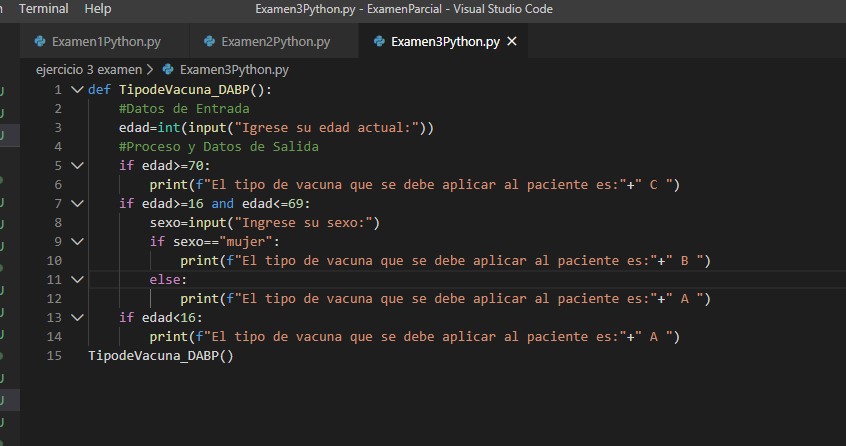 Terminal Help Examen3Python.py - ExamenParcial - Visual Studio Code
Examen1Python.py Examen2Python.py Examen3Python.py ×
ejercicio 3 examen > Examen3Python.py
1 def TipodeVacuna_DABP():
2 #Datos de Entrada
3 edad=int(input("Igrese su edad actual:"))
4 #Proceso y Datos de Salida
5 if edad>=70:
6 print(f"El tipo de vacuna que se debe aplicar al paciente es:"+" C ")
7 if edad>=16 and edad<=69:
8 sexo=input("Ingrese su sexo:")
9 if sexo=="mujer":
10 print(f"El tipo de vacuna que se debe aplicar al paciente es:"+" B ")
11 else:
12 print(f"El tipo de vacuna que se debe aplicar al paciente es:"+" A ")
13 if edad<16:
14 print(f"El tipo de vacuna que se debe aplicar al paciente es:"+" A ")
15 TipodeVacuna_DABP()